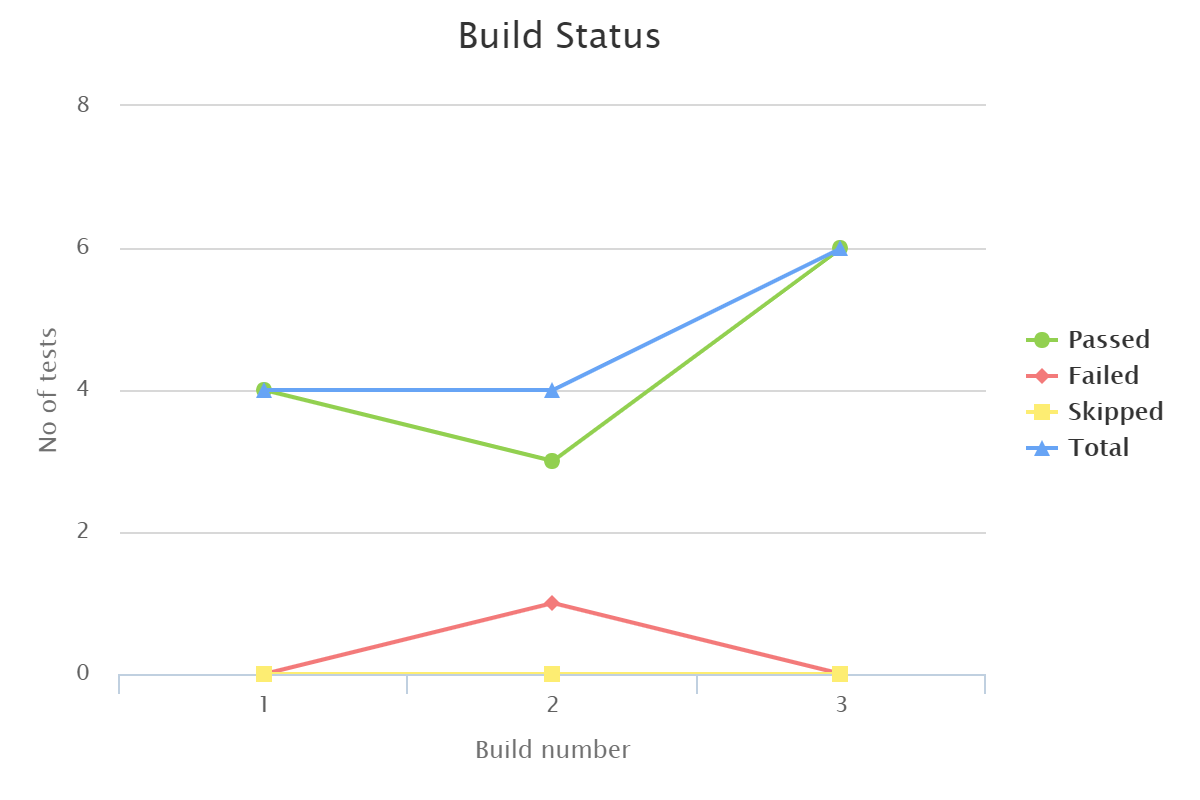 Build Status
8
6
4
2
0
No of tests
1 2 3
Build number
Passed
Failed
Skipped
Total